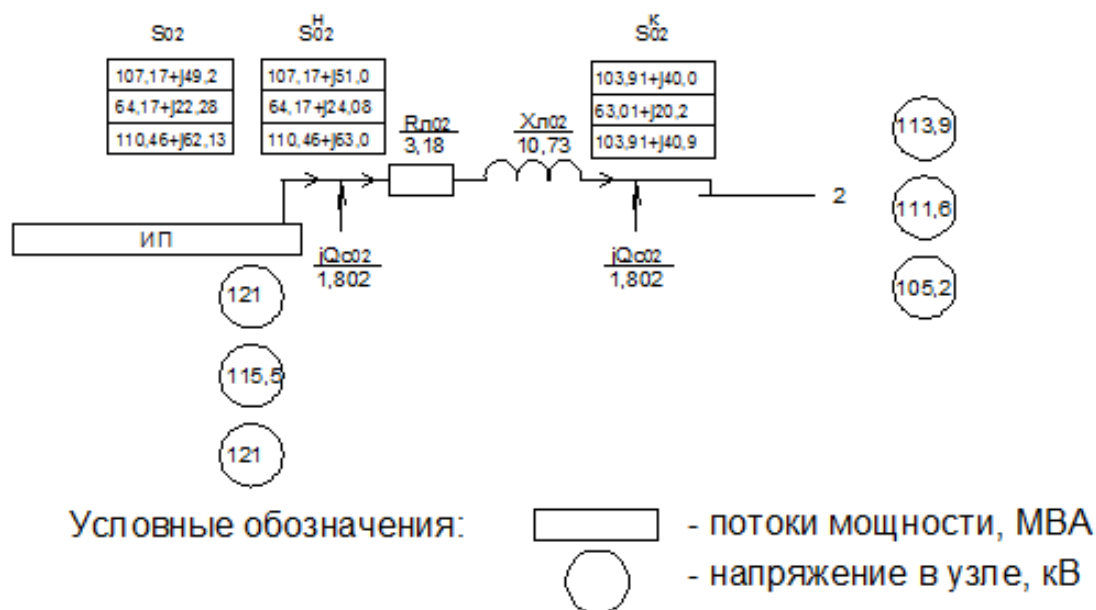 S02
Sн02
Sк02
107,17+j49,2
64,17+j22,28
110,46+j62,13
107,17+j51,0
64,17+j24,08
110,46+j63,0
103,91+j40,0
63,01+j20,2
103,91+j40,9
Rл02
3,18
Xл02
10,73
113,9
111,6
105,2
2
ИП
jQc02
1,802
jQc02
1,802
121
115,5
121
Условные обозначения:
- потоки мощности, МВА
- напряжение в узле, кВ